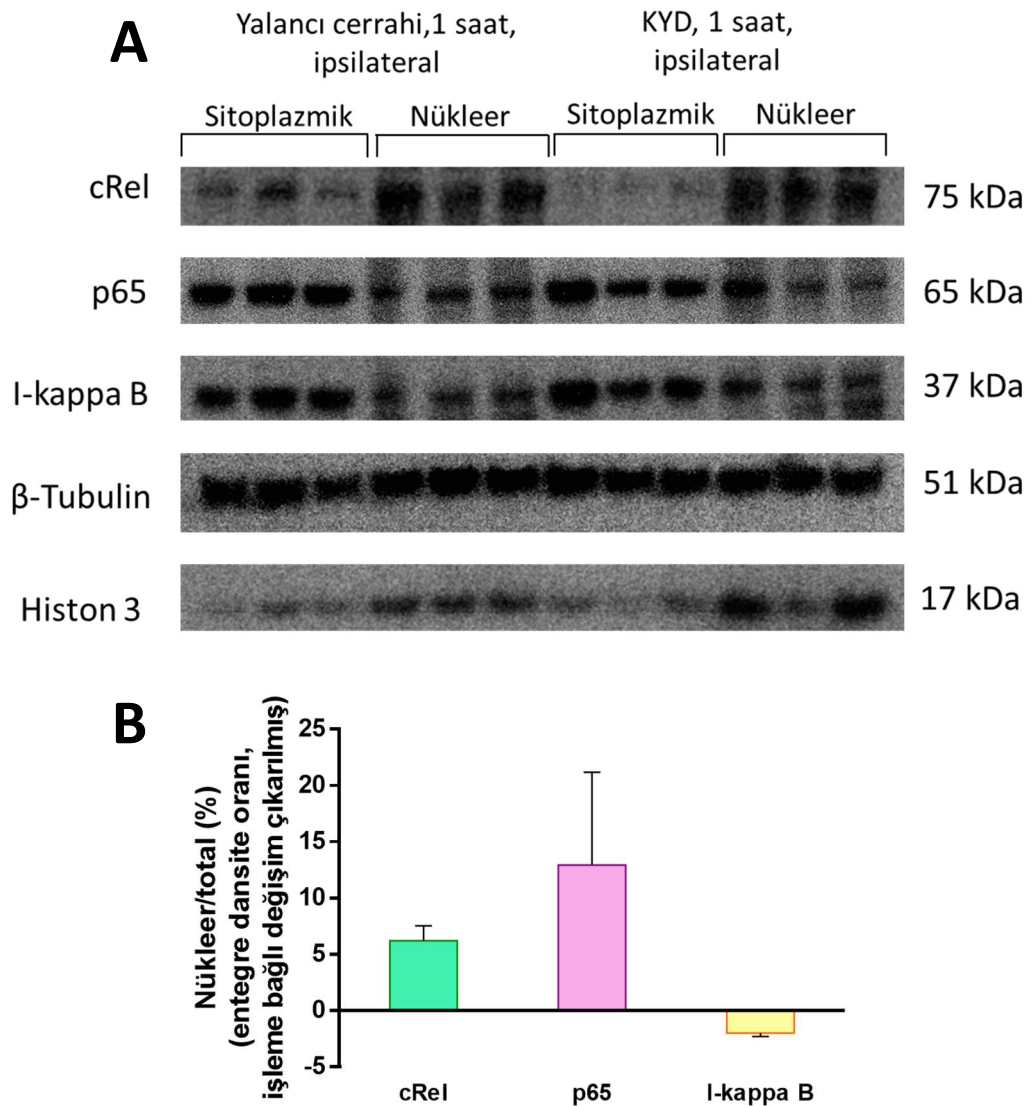 A
Yalancı cerrahi,1 saat,
ipsilateral
KYD, 1 saat,
ipsilateral
Sitoplazmik
Nükleer
Sitoplazmik
Nükleer
cRel
75 kDa
p65
65 kDa
I-kappa B
37 kDa
β-Tubulin
51 kDa
Histon 3
17 kDa
B
Nükleer/total (%)
(entegre dansite oranı,
işleme bağlı değişim çıkarılmış)
25
20
15
10
5
0
-5
cRel
p65
I-kappa B